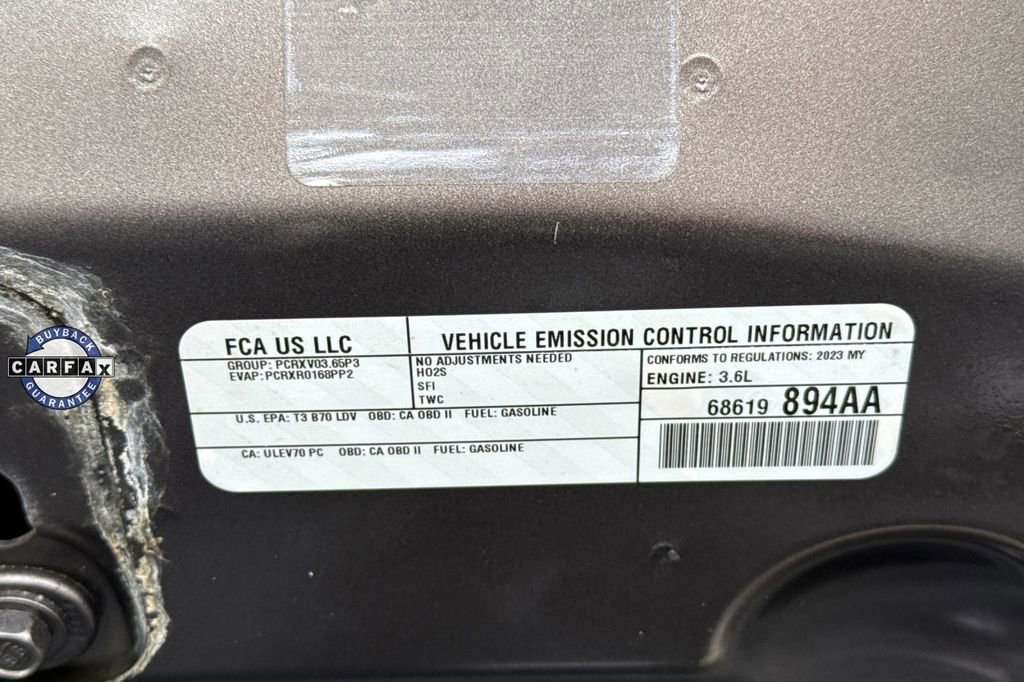 FCA US LLC
VEHICLE EMISSION CONTROL INFORMATION
GROUP: PCRXV03.65P3
EVAP: PCRXR0168PP2
NO ADJUSTMENTS NEEDED
HO2S
SFI
TWC
CONFORMS TO REGULATIONS: 2023 MY
ENGINE: 3.6L
U.S. EPA: T3 B70 LDV OBD: CA OBD II FUEL: GASOLINE
68619 894AA
CA: ULEV70 PC OBD: CA OBD II FUEL: GASOLINE
BUYBACK
CARFAX
GUARANTEE